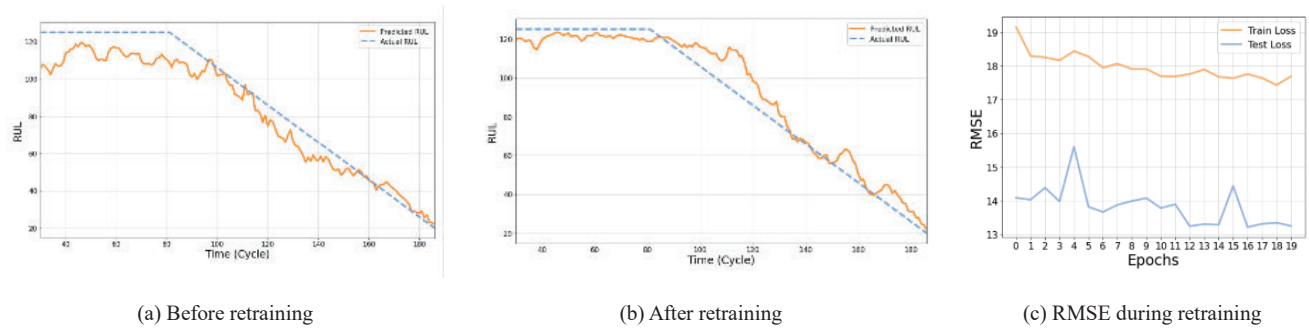 Predicted RUL
Actual RUL
120
100
80
60
40
20
RUL
40
60
80
100
120
140
160
180
Time (Cycle)
(a) Before retraining
Predicted RUL
Actual RUL
120
100
80
60
40
20
RUL
40
60
80
100
120
140
160
180
Time (Cycle)
(b) After retraining
Train Loss
Test Loss
19
18
17
16
15
14
13
RMSE
0 1 2 3 4 5 6 7 8 9 10 11 12 13 14 15 16 17 18 19
Epochs
(c) RMSE during retraining